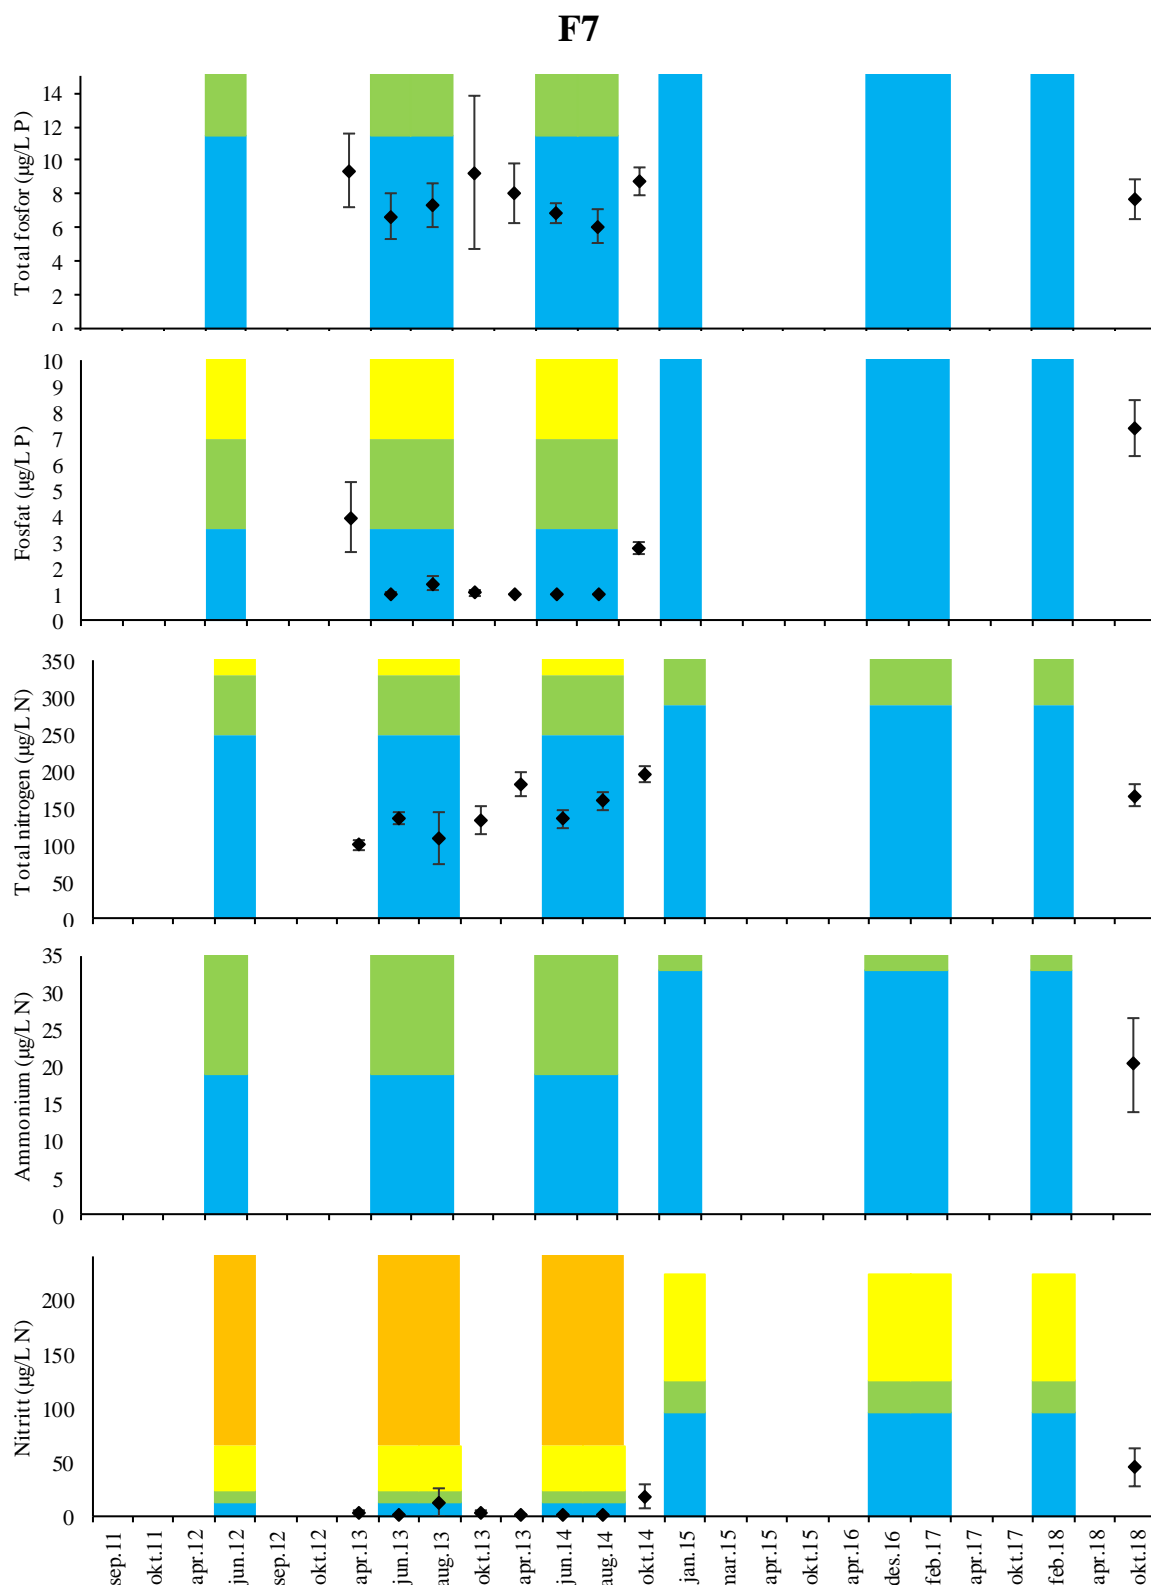 F7
Total fosfor (µg/L P)
14
12
10
8
6
4
2
0
Fosfat (µg/L P)
10
9
8
7
6
5
4
3
2
1
0
Total nitrogen (µg/L N)
350
300
250
200
150
100
50
0
Ammonium (µg/L N)
35
30
25
20
15
10
5
0
Nitritt (µg/L N)
200
150
100
50
0
sep.11
okt.11
apr.12
jun.12
sep.12
okt.12
apr.13
jun.13
aug.13
okt.13
apr.13
jun.14
aug.14
okt.14
jan.15
mar.15
apr.15
okt.15
apr.16
des.16
feb.17
apr.17
okt.17
feb.18
apr.18
okt.18